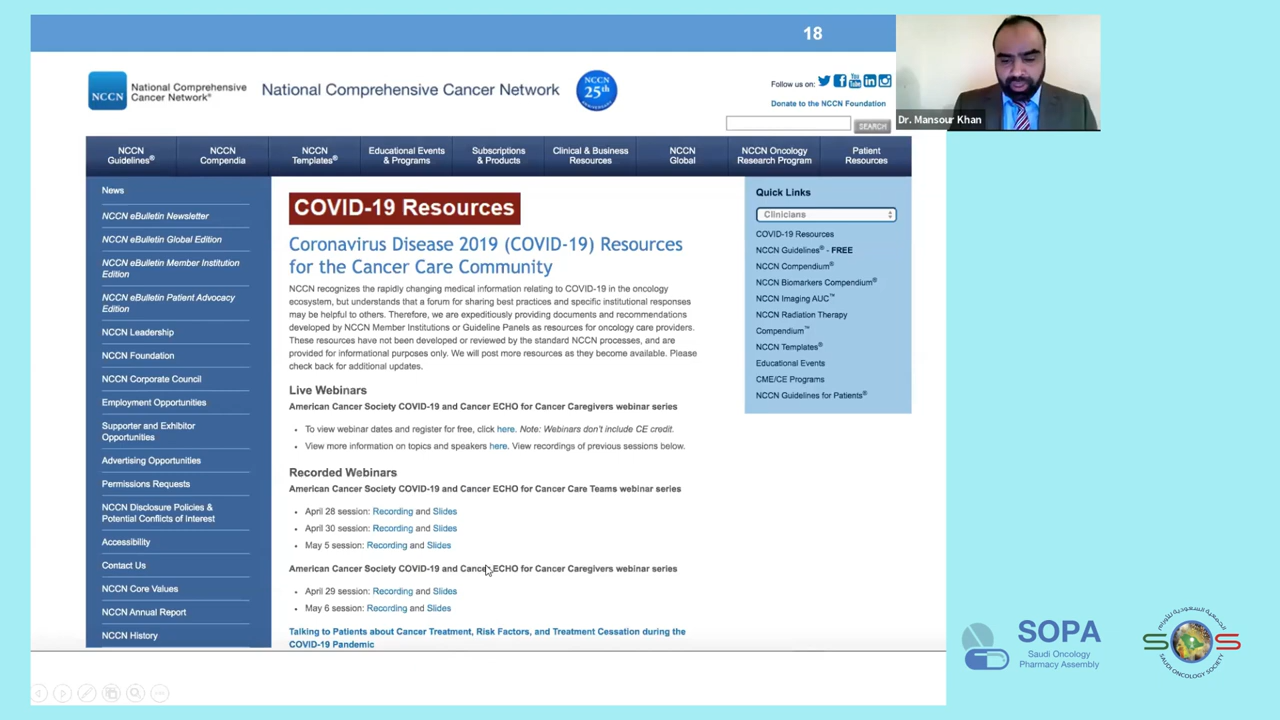 18
Dr. Mansour Khan
NCCN
National Comprehensive
Cancer Network®
National Comprehensive Cancer Network
NCCN
25th
ANNIVERSARY
Follow us on:
You
Tube
Donate to the NCCN Foundation
SEARCH
NCCN
Guidelines®
NCCN
Compendia
NCCN
Templates®
Educational Events
& Programs
Subscriptions
& Products
Clinical & Business
Resources
NCCN
Global
NCCN Oncology
Research Program
Patient
Resources
News
NCCN eBulletin Newsletter
NCCN eBulletin Global Edition
NCCN eBulletin Member Institution
Edition
NCCN eBulletin Patient Advocacy
Edition
NCCN Leadership
NCCN Foundation
NCCN Corporate Council
Employment Opportunities
Supporter and Exhibitor
Opportunities
Advertising Opportunities
Permissions Requests
NCCN Disclosure Policies &
Potential Conflicts of Interest
Accessibility
Contact Us
NCCN Core Values
NCCN Annual Report
NCCN History
COVID-19 Resources
Coronavirus Disease 2019 (COVID-19) Resources
for the Cancer Care Community
NCCN recognizes the rapidly changing medical information relating to COVID-19 in the oncology
ecosystem, but understands that a forum for sharing best practices and specific institutional responses
may be helpful to others. Therefore, we are expeditiously providing documents and recommendations
developed by NCCN Member Institutions or Guideline Panels as resources for oncology care providers.
These resources have not been developed or reviewed by the standard NCCN processes, and are
provided for informational purposes only. We will post more resources as they become available. Please
check back for additional updates.
Live Webinars
American Cancer Society COVID-19 and Cancer ECHO for Cancer Caregivers webinar series
• To view webinar dates and register for free, click here. Note: Webinars don't include CE credit.
• View more information on topics and speakers here. View recordings of previous sessions below.
Recorded Webinars
American Cancer Society COVID-19 and Cancer ECHO for Cancer Care Teams webinar series
• April 28 session: Recording and Slides
• April 30 session: Recording and Slides
• May 5 session: Recording and Slides
American Cancer Society COVID-19 and Cancer ECHO for Cancer Caregivers webinar series
• April 29 session: Recording and Slides
• May 6 session: Recording and Slides
Talking to Patients about Cancer Treatment, Risk Factors, and Treatment Cessation during the
COVID-19 Pandemic
Quick Links
Clinicians
COVID-19 Resources
NCCN Guidelines® - FREE
NCCN Compendium®
NCCN Biomarkers Compendium®
NCCN Imaging AUC™
NCCN Radiation Therapy
Compendium™
NCCN Templates®
Educational Events
CME/CE Programs
NCCN Guidelines for Patients®
SOPA
Saudi Oncology
Pharmacy Assembly
الجمعية السعودية للأورام
SOS
SAUDI ONCOLOGY SOCIETY